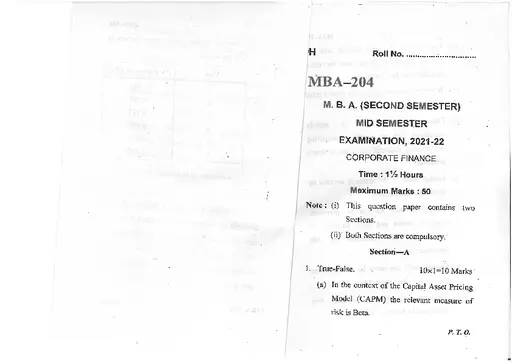 H
Roll No. ..............................
MBA–204
M. B. A. (SECOND SEMESTER)
MID SEMESTER
EXAMINATION, 2021-22
CORPORATE FINANCE
Time : 1½ Hours
Maximum Marks : 50
Note : (i) This question paper contains two
Sections.
(ii) Both Sections are compulsory.
Section—A
1. True-False. 10×1=10 Marks
(a) In the context of the Capital Asset Pricing
Model (CAPM) the relevant measure of
risk is Beta.
P. T. O.